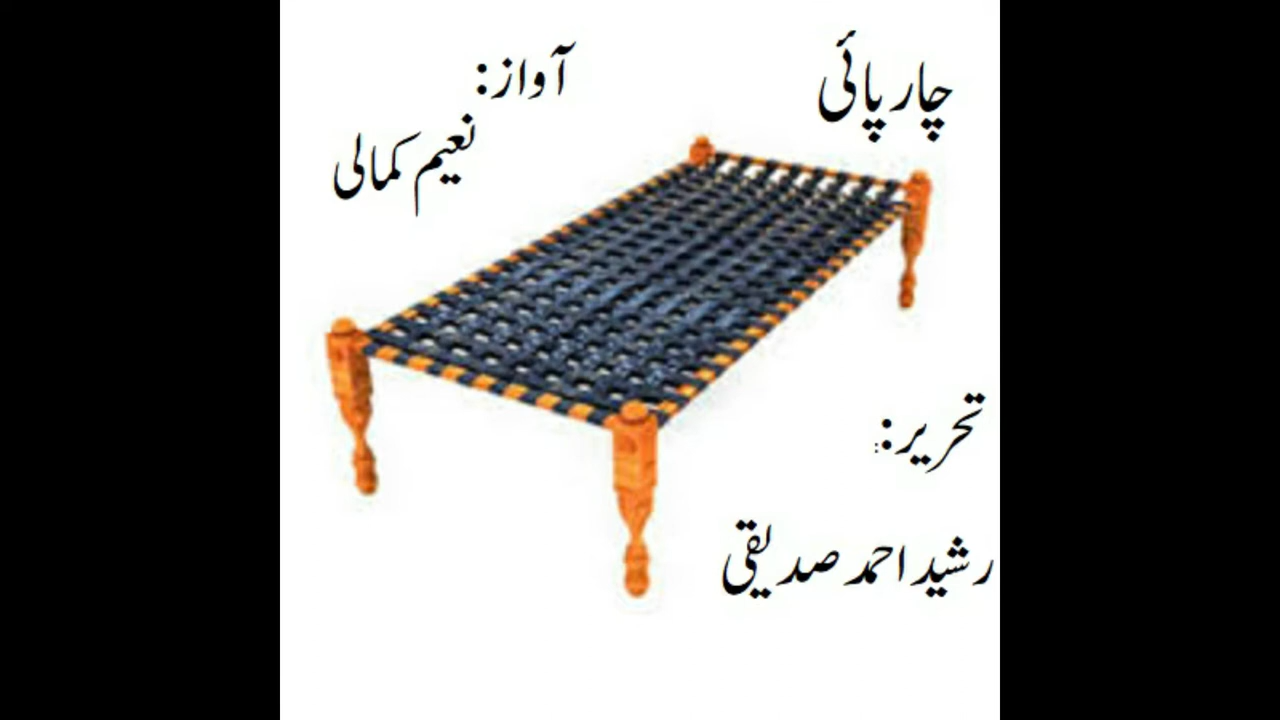 چارپائی
آواز:
نعیم کمالی
تحریر:
رشید احمد صدیقی